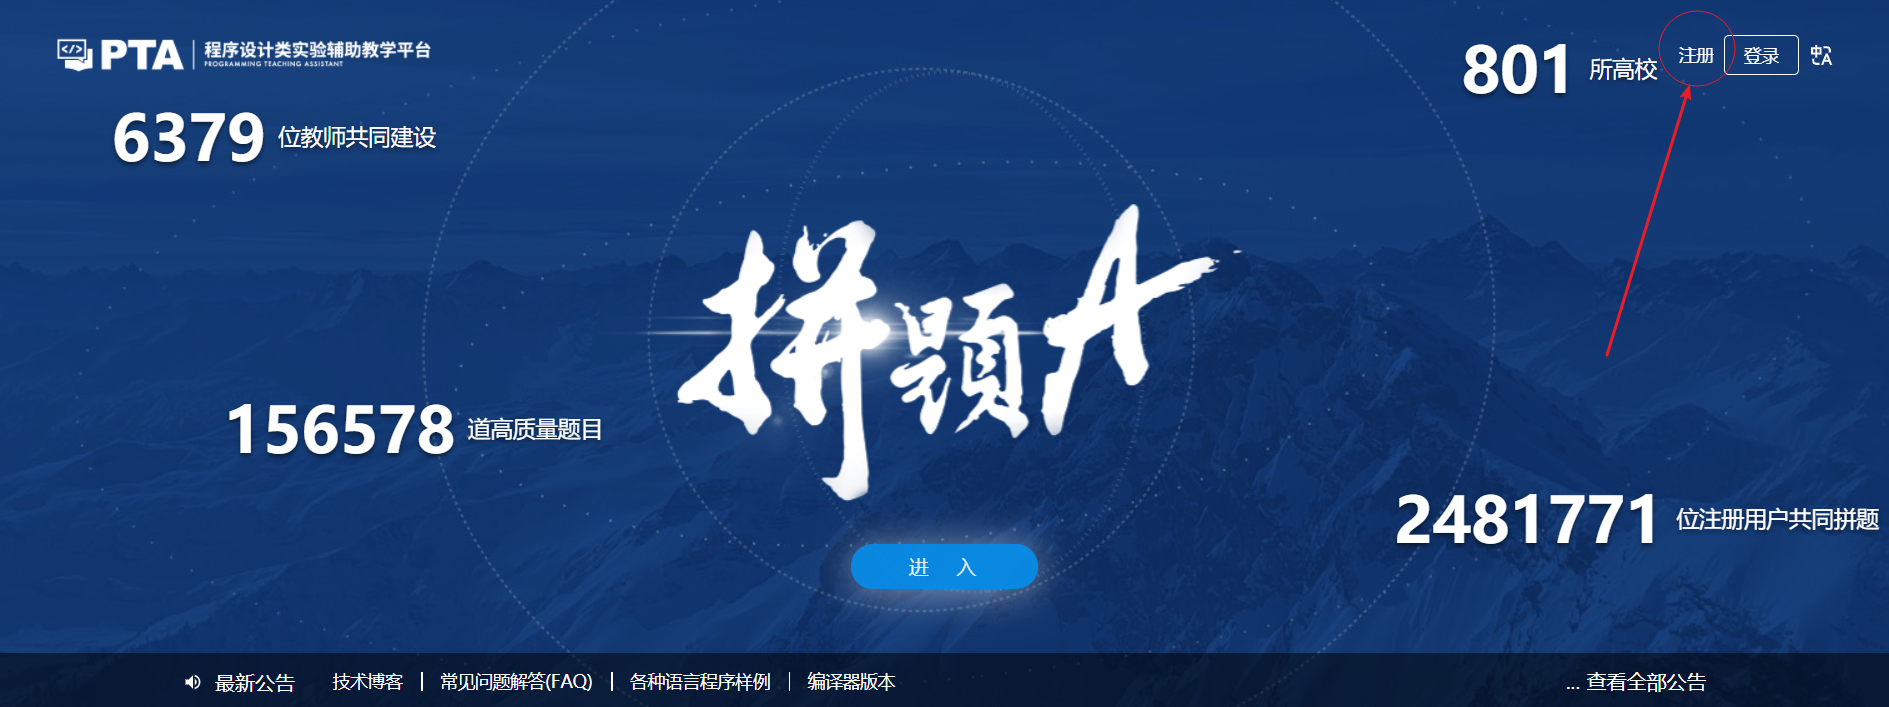 PTA 程序设计类实验辅助教学平台
PROGRAMMING TEACHING ASSISTANT
801 所高校
注册
登录
中A
6379 位教师共同建设
拼题A
156578 道高质量题目
2481771 位注册用户共同拼题
进 入
最新公告 技术博客 常见问题解答(FAQ) 各种语言程序样例 编译器版本
... 查看全部公告